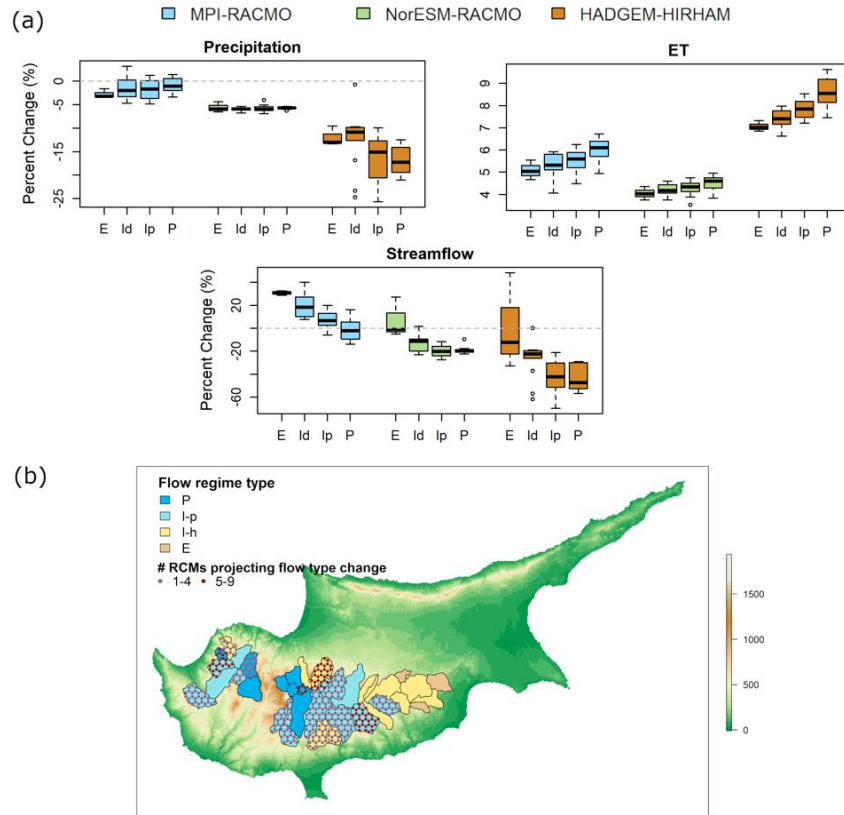 (a)
MPI-RACMO NorESM-RACMO HADGEM-HIRHAM
Precipitation
Percent Change (%)
0
-5
-15
-25
E Id Ip P E Id Ip P E Id Ip P
ET
9
8
7
6
5
4
E Id Ip P E Id Ip P E Id Ip P
Streamflow
Percent Change (%)
20
-20
-60
E Id Ip P E Id Ip P E Id Ip P
(b)
Flow regime type
P
I-p
I-h
E
# RCMs projecting flow type change
1-4 5-9
1500
1000
500
0